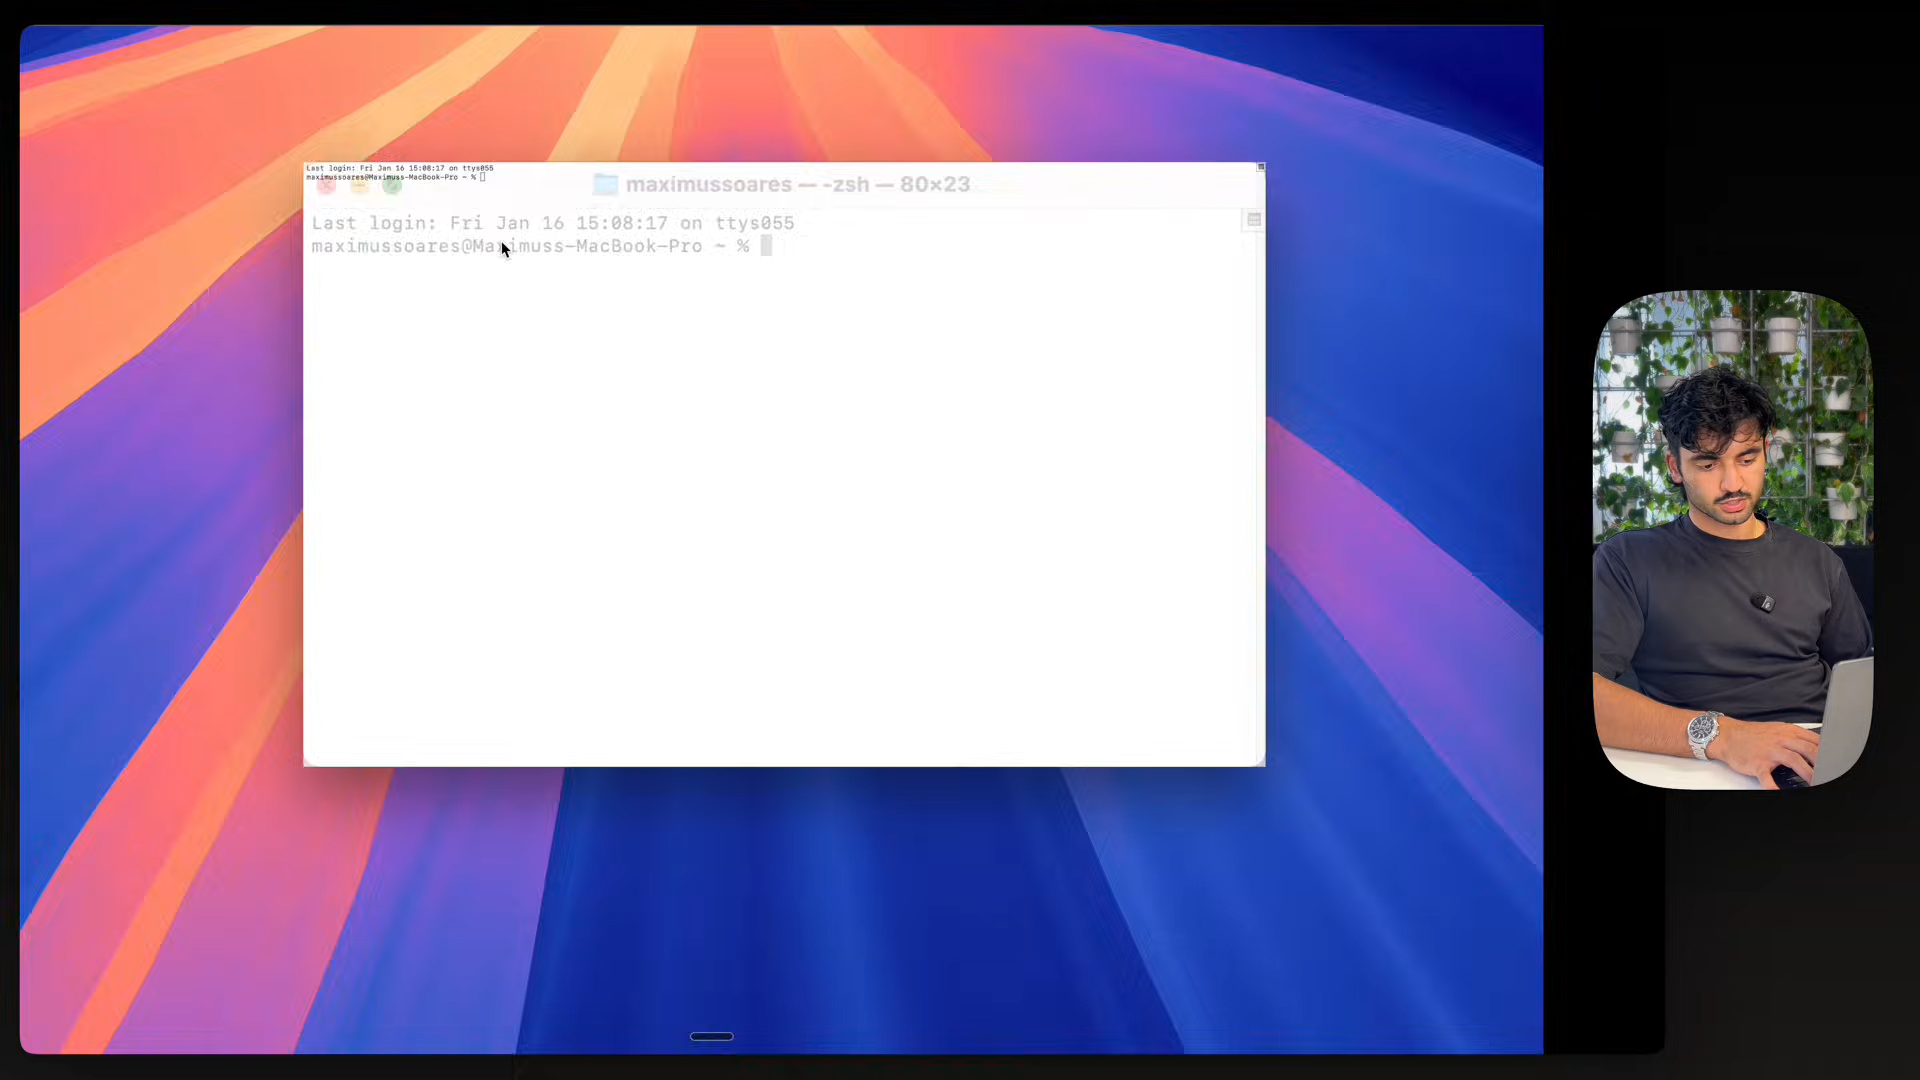 Last login: Fri Jan 16 15:08:17 on ttys055
maximussoares@Maximuss-MacBook-Pro ~ %
maximussoares — -zsh — 80×23
Last login: Fri Jan 16 15:08:17 on ttys055
maximussoares@Maximuss-MacBook-Pro ~ %